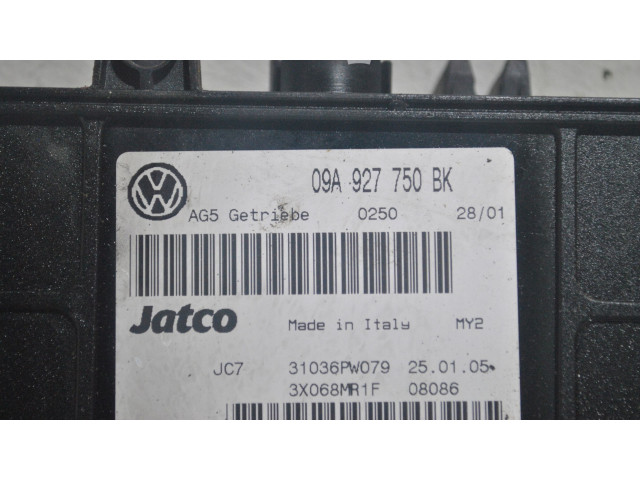 09A 927 750 BK
AG5 Getriebe 0250 28/01
Jatco Made in Italy MY2
JC7 31036PW079 25.01.05
3X068MR1F 08086